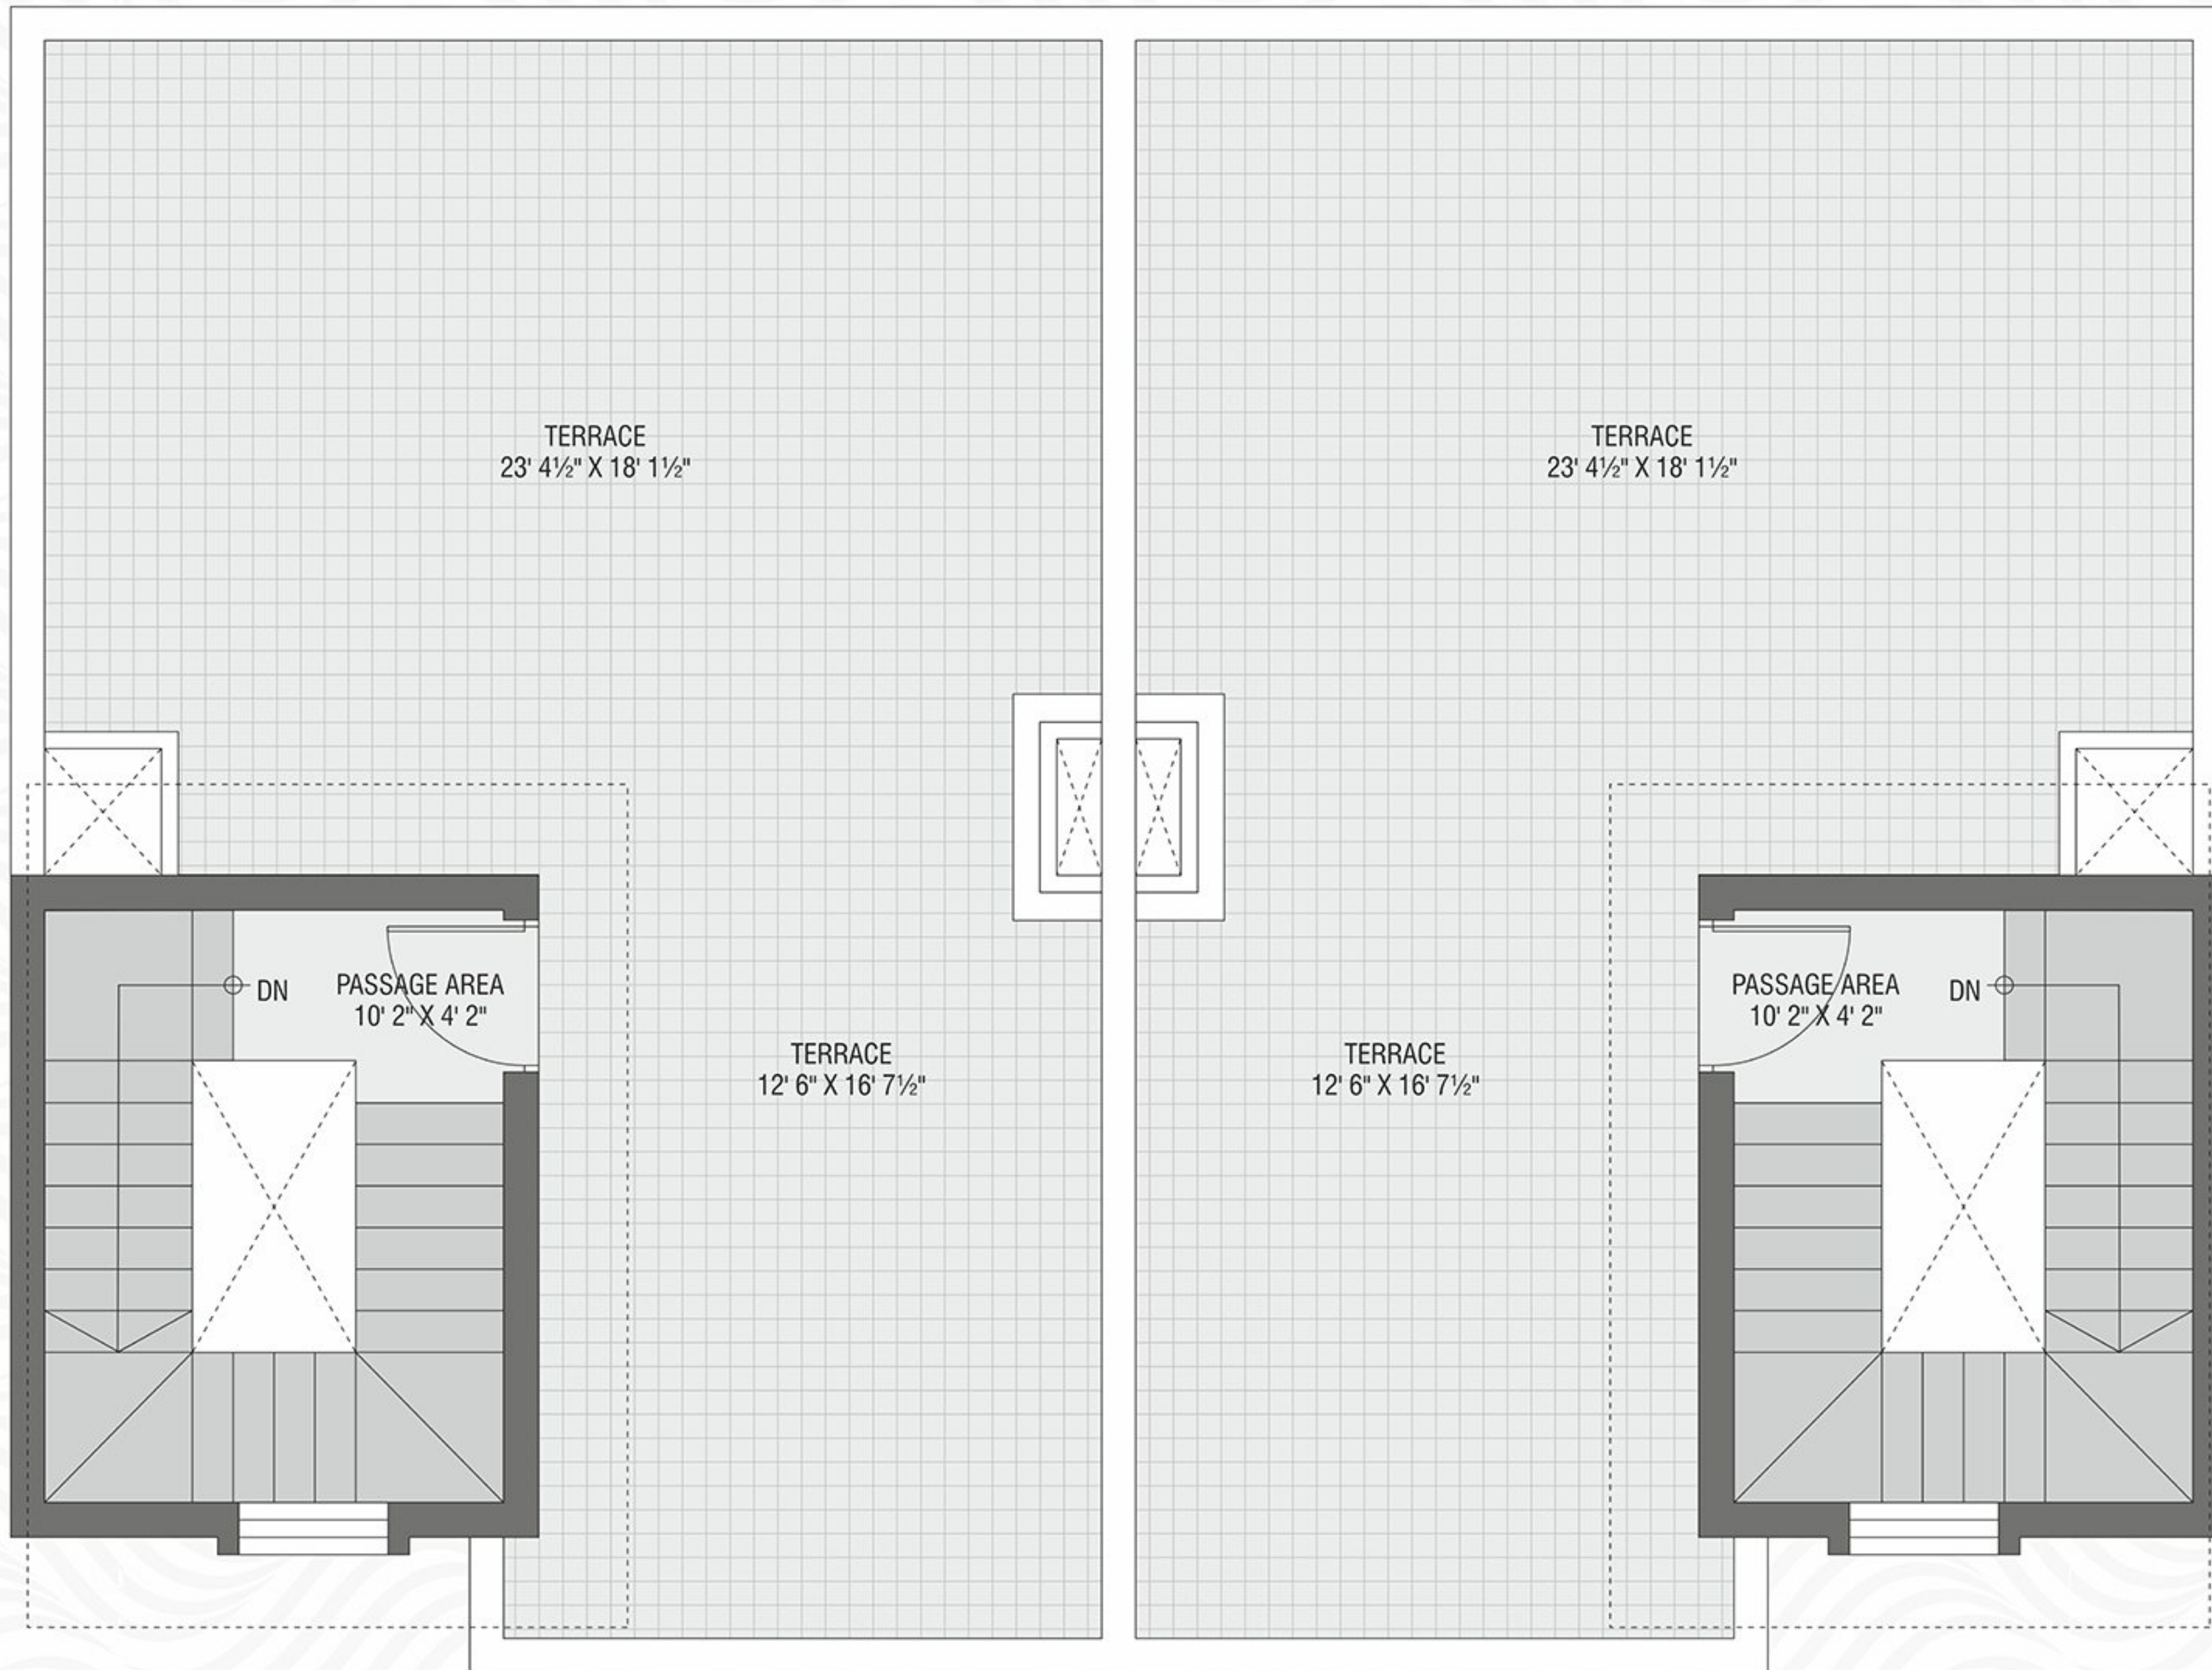 TERRACE
23' 4½" X 18' 1½"
TERRACE
23' 4½" X 18' 1½"
DN
PASSAGE AREA
10' 2" X 4' 2"
TERRACE
12' 6" X 16' 7½"
TERRACE
12' 6" X 16' 7½"
PASSAGE AREA
10' 2" X 4' 2"
DN